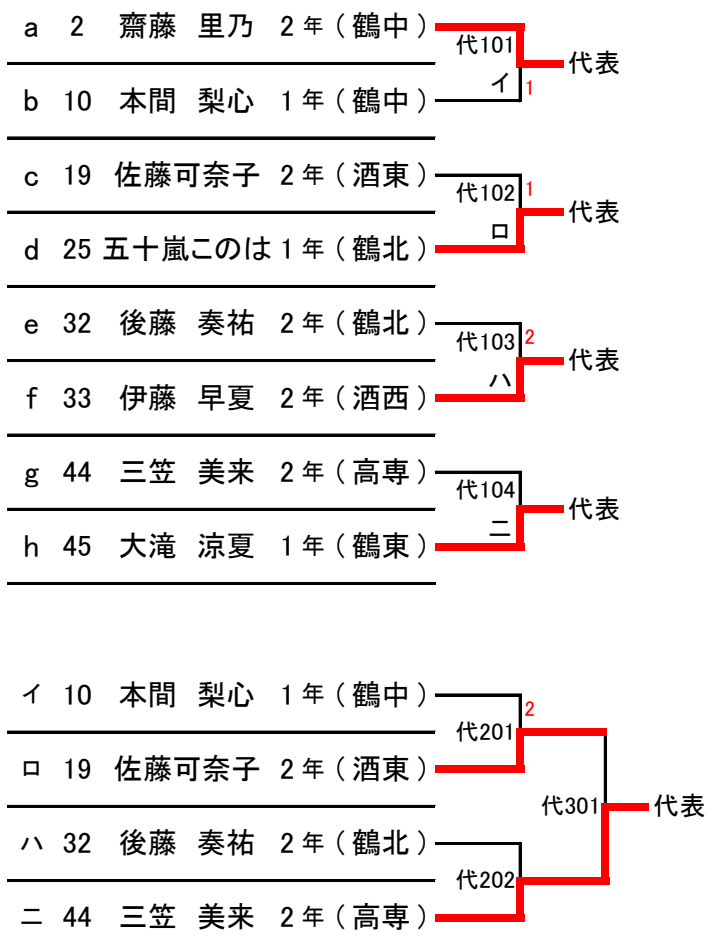 a 2 齋藤 里乃 2年(鶴中)
代101
イ 1
代表
b 10 本間 梨心 1年(鶴中)
c 19 佐藤可奈子 2年(酒東)
代102 1
ロ
代表
d 25 五十嵐このは 1年(鶴北)
e 32 後藤 奏祐 2年(鶴北)
代103 2
ハ
代表
f 33 伊藤 早夏 2年(酒西)
g 44 三笠 美来 2年(高専)
代104
ニ
代表
h 45 大滝 涼夏 1年(鶴東)
イ 10 本間 梨心 1年(鶴中)
代201 2
ロ 19 佐藤可奈子 2年(酒東)
代301 代表
ハ 32 後藤 奏祐 2年(鶴北)
代202
ニ 44 三笠 美来 2年(高専)